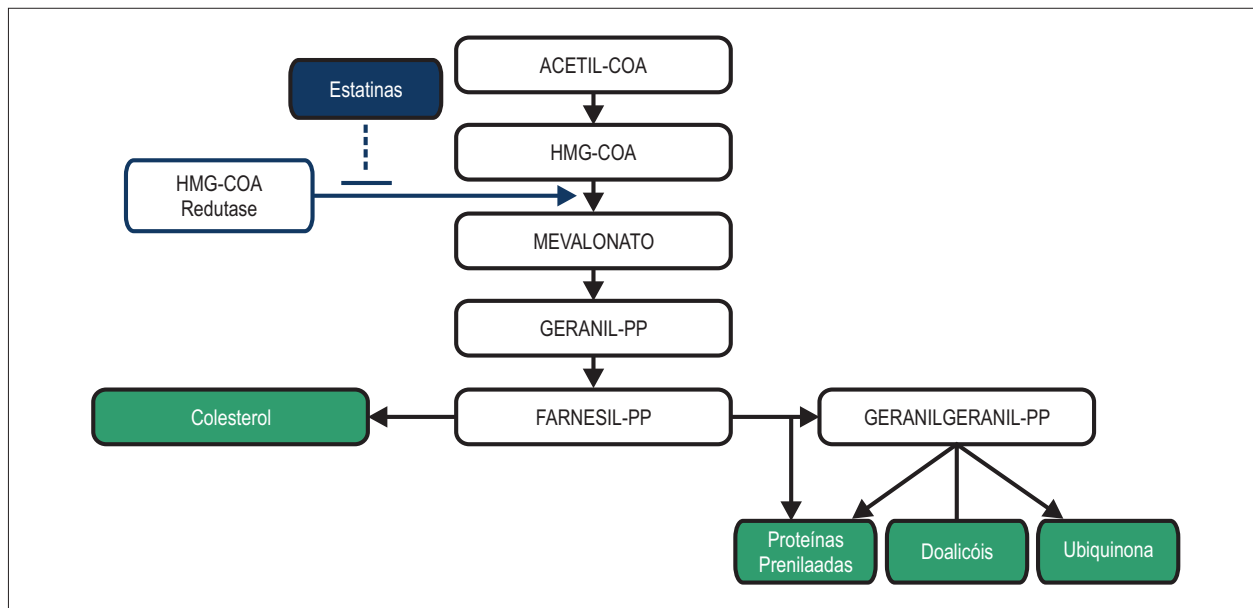 ACETIL-COA
Estatinas
HMG-COA
HMG-COA
Redutase
MEVALONATO
GERANIL-PP
Colesterol
FARNESIL-PP
GERANILGERANIL-PP
Proteínas
Prenilaadas
Doalicóis
Ubiquinona